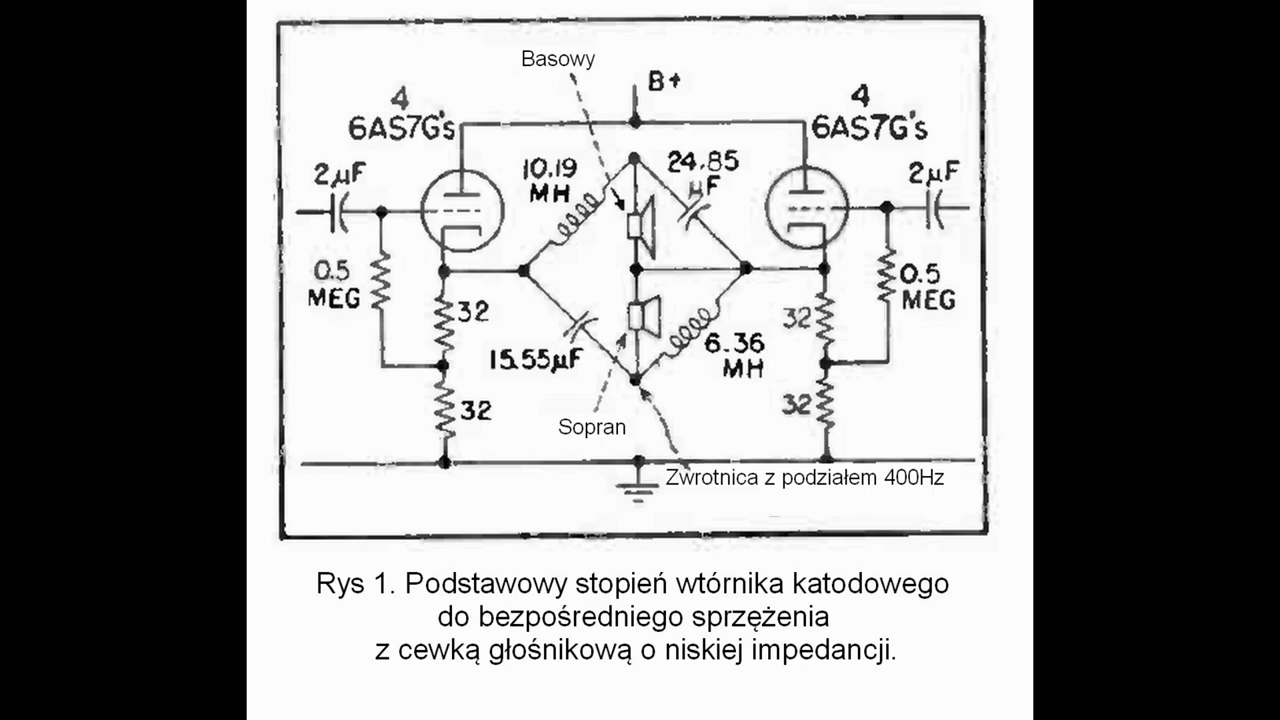 Basowy
B+
4
6AS7G's
4
6AS7G's
2µF
10.19
MH
24.85
µF
2µF
0.5
MEG
32
15.55µF
6.36
MH
32
0.5
MEG
32
32
Sopran
Zwrotnica z podziałem 400Hz
Rys 1. Podstawowy stopień wtórnika katodowego
do bezpośredniego sprzężenia
z cewką głośnikową o niskiej impedancji.